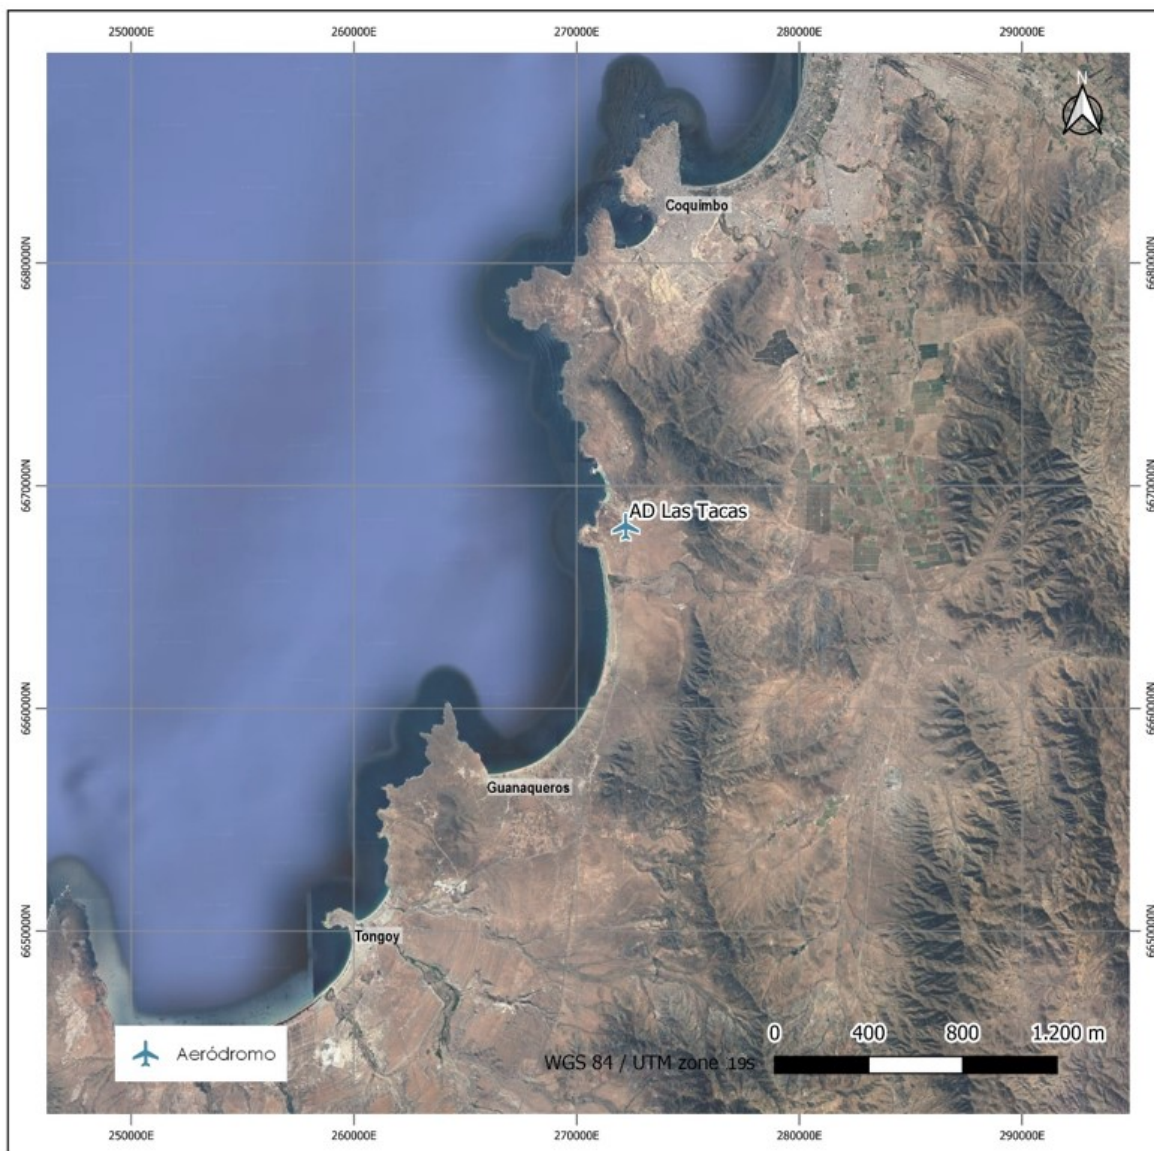 250000E 260000E 270000E 280000E 290000E
N
Coquimbo
6680000N 6680000N
6670000N 6670000N
AD Las Tacas
6660000N 6660000N
Guanaqueros
6650000N 6650000N
Tongoy
0 400 800 1.200 m
Aeródromo
WGS 84 / UTM zone 19s
250000E 260000E 270000E 280000E 290000E